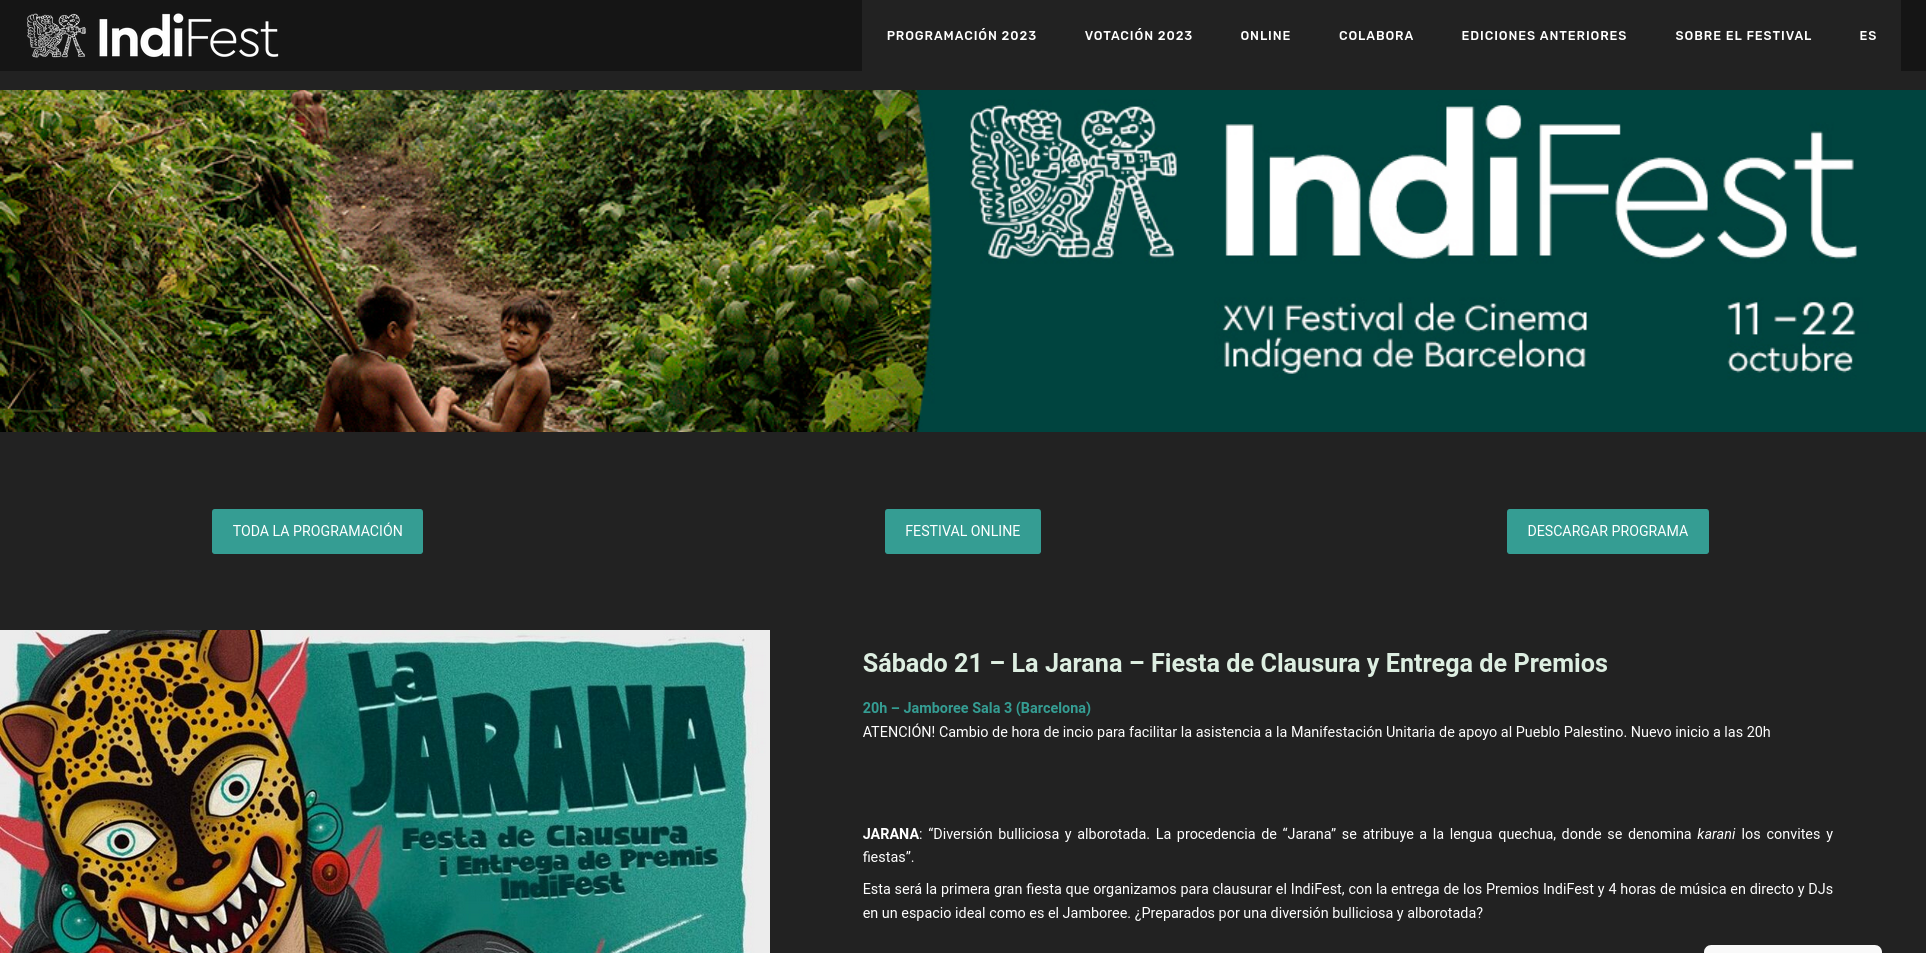 IndiFest
PROGRAMACIÓN 2023 VOTACIÓN 2023 ONLINE COLABORA EDICIONES ANTERIORES SOBRE EL FESTIVAL ES
IndiFest
XVI Festival de Cinema
Indígena de Barcelona
11 – 22
octubre
TODA LA PROGRAMACIÓN FESTIVAL ONLINE DESCARGAR PROGRAMA
La
JARANA
Festa de Clausura
i Entrega de Premis
IndiFest
Sábado 21 – La Jarana – Fiesta de Clausura y Entrega de Premios
20h – Jamboree Sala 3 (Barcelona)
ATENCIÓN! Cambio de hora de incio para facilitar la asistencia a la Manifestación Unitaria de apoyo al Pueblo Palestino. Nuevo inicio a las 20h
JARANA: “Diversión bulliciosa y alborotada. La procedencia de “Jarana” se atribuye a la lengua quechua, donde se denomina karani los convites y
fiestas”.
Esta será la primera gran fiesta que organizamos para clausurar el IndiFest, con la entrega de los Premios IndiFest y 4 horas de música en directo y DJs
en un espacio ideal como es el Jamboree. ¿Preparados por una diversión bulliciosa y alborotada?